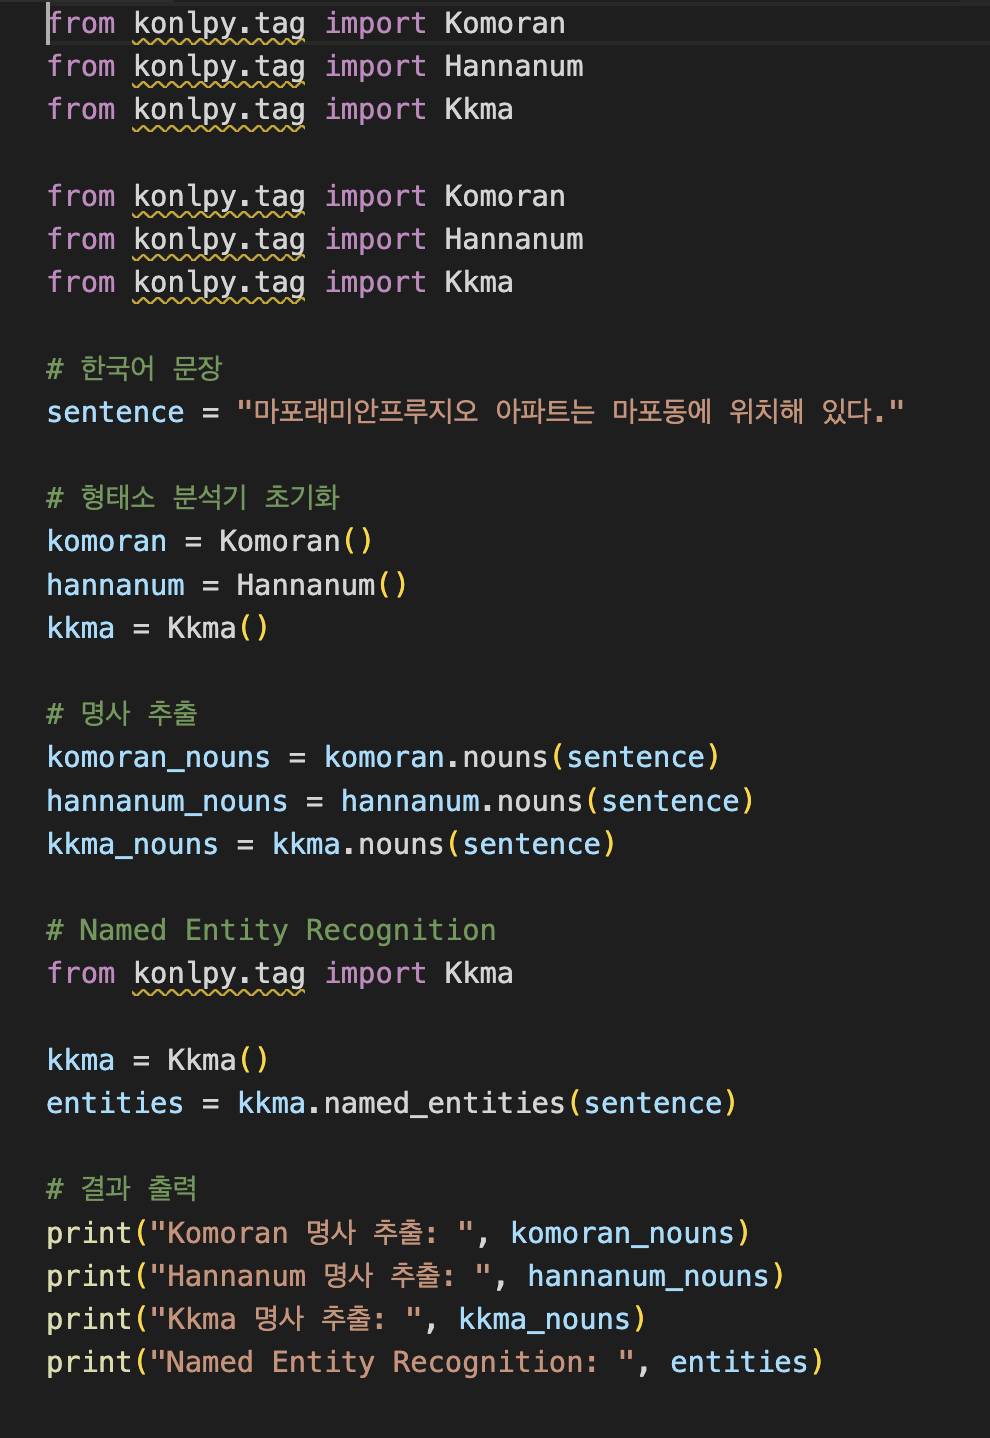 from konlpy.tag import Komoran
from konlpy.tag import Hannanum
from konlpy.tag import Kkma
from konlpy.tag import Komoran
from konlpy.tag import Hannanum
from konlpy.tag import Kkma
# 한국어 문장
sentence = "마포래미안프루지오 아파트는 마포동에 위치해 있다."
# 형태소 분석기 초기화
komoran = Komoran()
hannanum = Hannanum()
kkma = Kkma()
# 명사 추출
komoran_nouns = komoran.nouns(sentence)
hannanum_nouns = hannanum.nouns(sentence)
kkma_nouns = kkma.nouns(sentence)
# Named Entity Recognition
from konlpy.tag import Kkma
kkma = Kkma()
entities = kkma.named_entities(sentence)
# 결과 출력
print("Komoran 명사 추출: ", komoran_nouns)
print("Hannanum 명사 추출: ", hannanum_nouns)
print("Kkma 명사 추출: ", kkma_nouns)
print("Named Entity Recognition: ", entities)